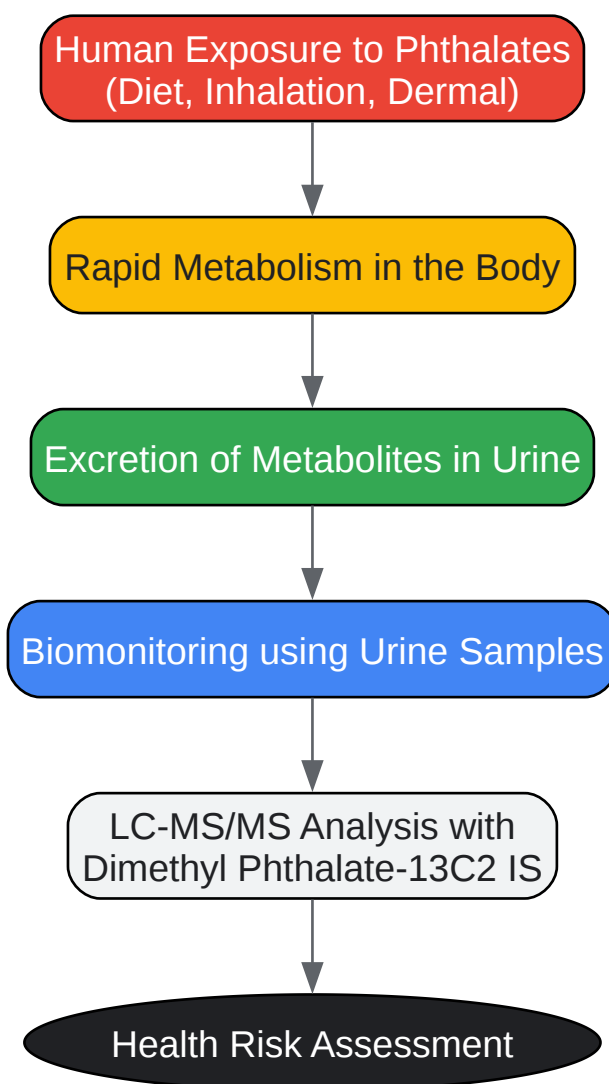 Human Exposure to Phthalates
(Diet, Inhalation, Dermal)
Rapid Metabolism in the Body
Excretion of Metabolites in Urine
Biomonitoring using Urine Samples
LC-MS/MS Analysis with
Dimethyl Phthalate-13C2 IS
Health Risk Assessment